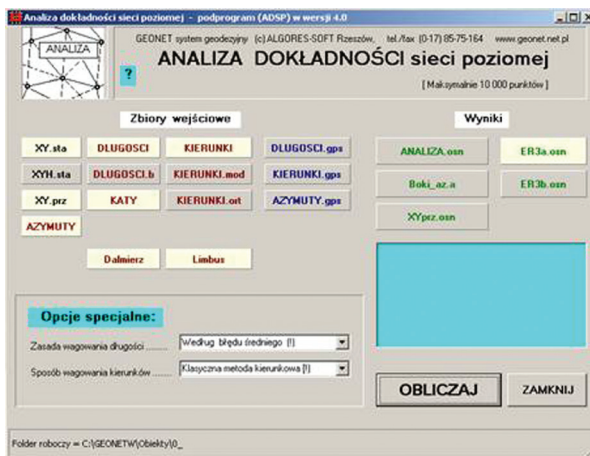 Analiza dokładności sieci poziomej - podprogram (ADSP) w wersji 4.0
ANALIZA
GEONET system geodezyjny (c) ALGORES-SOFT Rzeszów, tel./fax (0-17) 85-75-164 www.geonet.net.pl
ANALIZA DOKŁADNOŚCI sieci poziomej
?
[ Maksymalnie 10 000 punktów ]
Zbiory wejściowe
Wyniki
XY.sta DLUGOSCI KIERUNKI DLUGOSCI.gps ANALIZA.osn ER3a.osn
XYH.sta DLUGOSCI.b KIERUNKI.mod KIERUNKI.gps Boki_az.a ER3b.osn
XY.prz KATY KIERUNKI.ort AZYMUTY.gps XYprz.osn
AZYMUTY
Dalmierz Limbus
Opcje specjalne:
Zasada wagowania długości ......... Według błędu średniego (!)
Sposób wagowania kierunków ........ Klasyczna metoda kierunkowa (!)
OBLICZAJ ZAMKNIJ
Folder roboczy = C:\GEONETW\Obiekty\0_